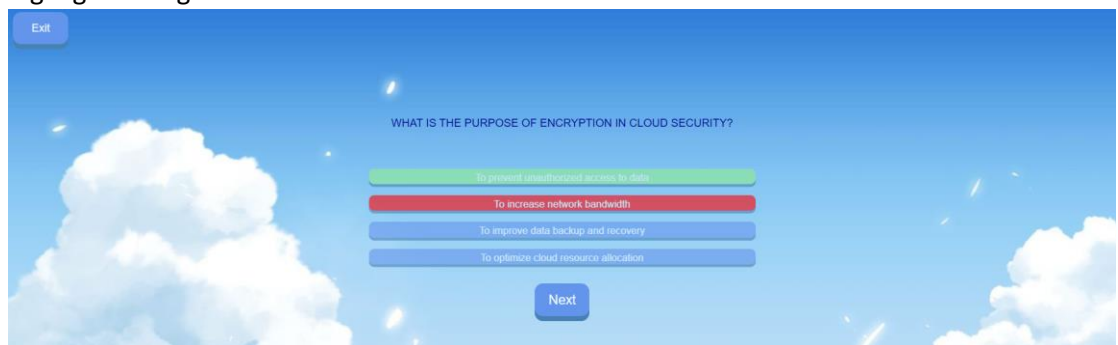 Exit
WHAT IS THE PURPOSE OF ENCRYPTION IN CLOUD SECURITY?
To prevent unauthorized access to data
To increase network bandwidth
To improve data backup and recovery
To optimize cloud resource allocation
Next